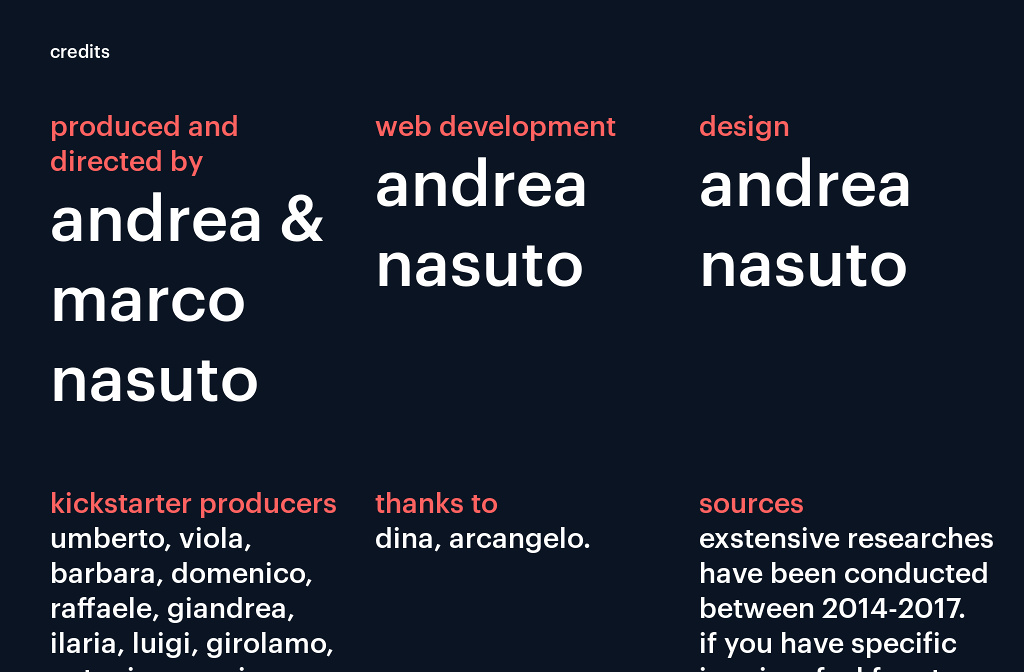 credits
produced and
directed by
andrea &
marco
nasuto
web development
andrea
nasuto
design
andrea
nasuto
kickstarter producers
umberto, viola,
barbara, domenico,
raffaele, giandrea,
ilaria, luigi, girolamo,
thanks to
dina, arcangelo.
sources
exstensive researches
have been conducted
between 2014-2017.
if you have specific